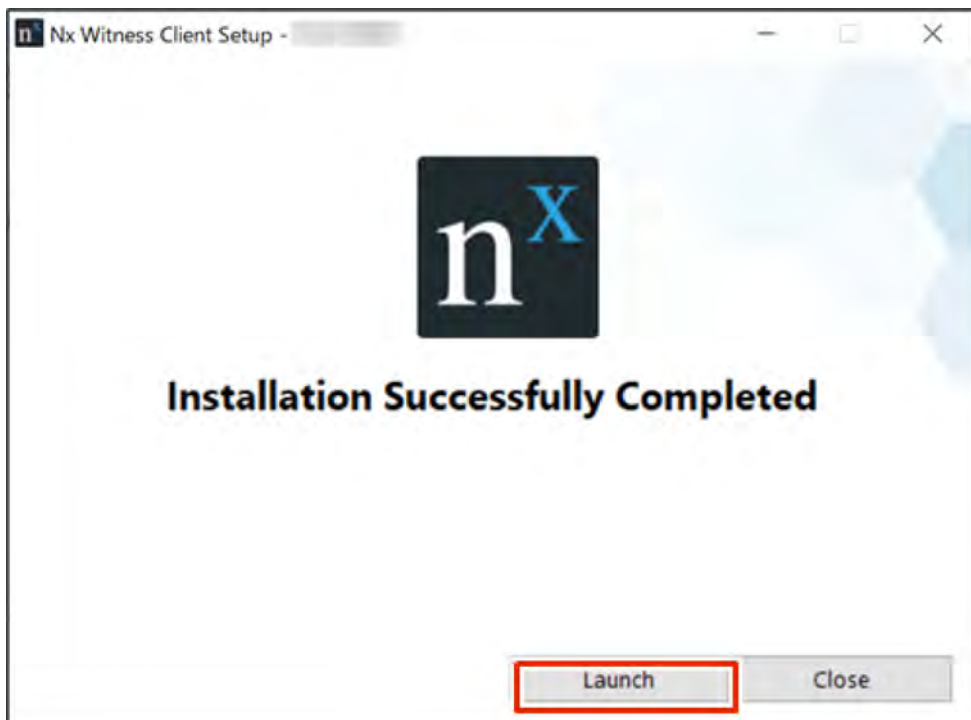 Nx Witness Client Setup -
nx
Installation Successfully Completed
Launch
Close